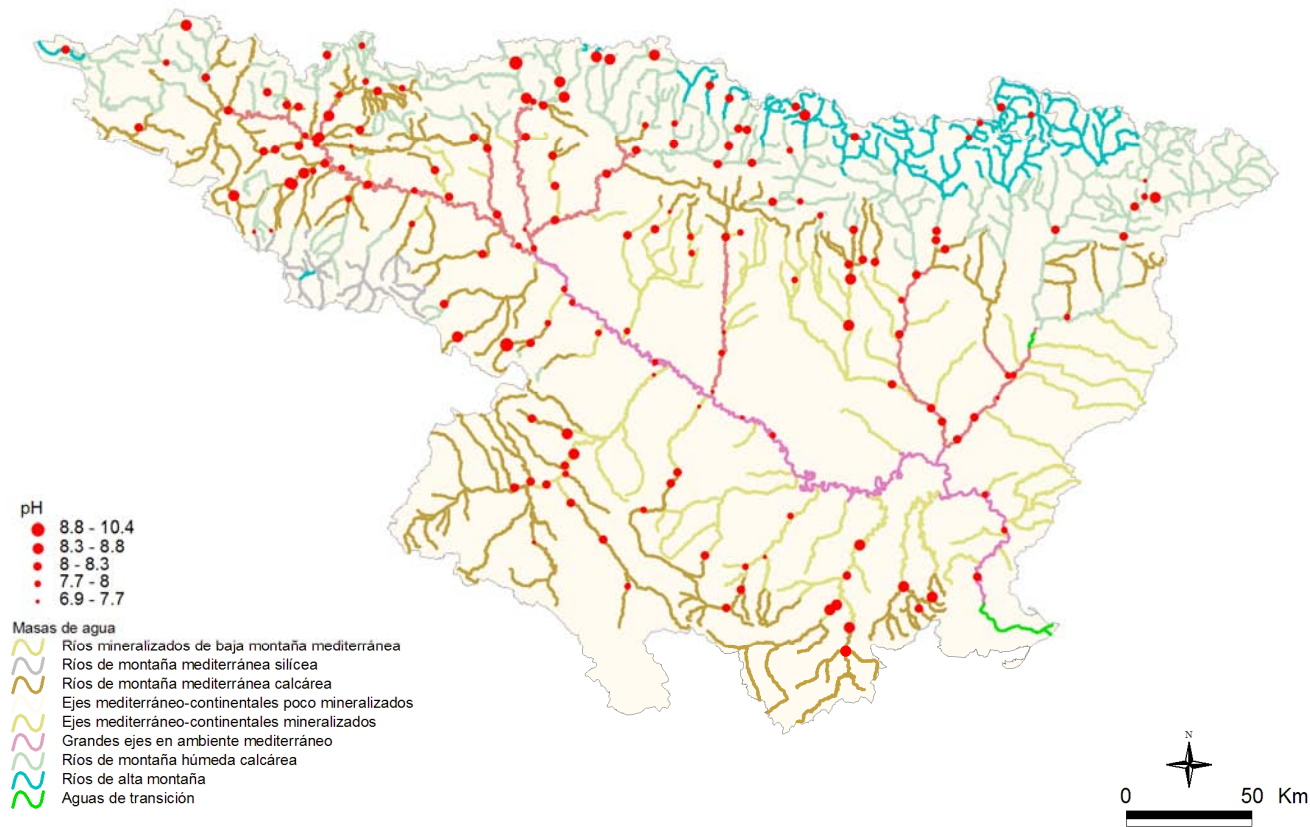 pH
8.8 - 10.4
8.3 - 8.8
8 - 8.3
7.7 - 8
6.9 - 7.7
Masas de agua
Ríos mineralizados de baja montaña mediterránea
Ríos de montaña mediterránea silícea
Ríos de montaña mediterránea calcárea
Ejes mediterráneo-continentales poco mineralizados
Ejes mediterráneo-continentales mineralizados
Grandes ejes en ambiente mediterráneo
Ríos de montaña húmeda calcárea
Ríos de alta montaña
Aguas de transición
N
0 50 Km